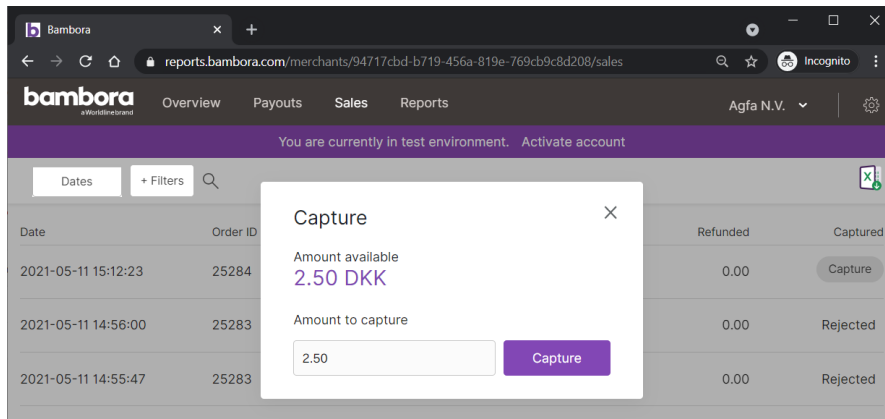 Bambora
reports.bambora.com/merchants/94717cbd-b719-456a-819e-769cb9c8d208/sales
Incognito
bambora
a Worldline brand
Overview Payouts Sales Reports Agfa N.V.
You are currently in test environment. Activate account
Dates + Filters
Date Order ID Refunded Captured
2021-05-11 15:12:23 25284 0.00 Capture
2021-05-11 14:56:00 25283 0.00 Rejected
2021-05-11 14:55:47 25283 0.00 Rejected
Capture
Amount available
2.50 DKK
Amount to capture
2.50 Capture